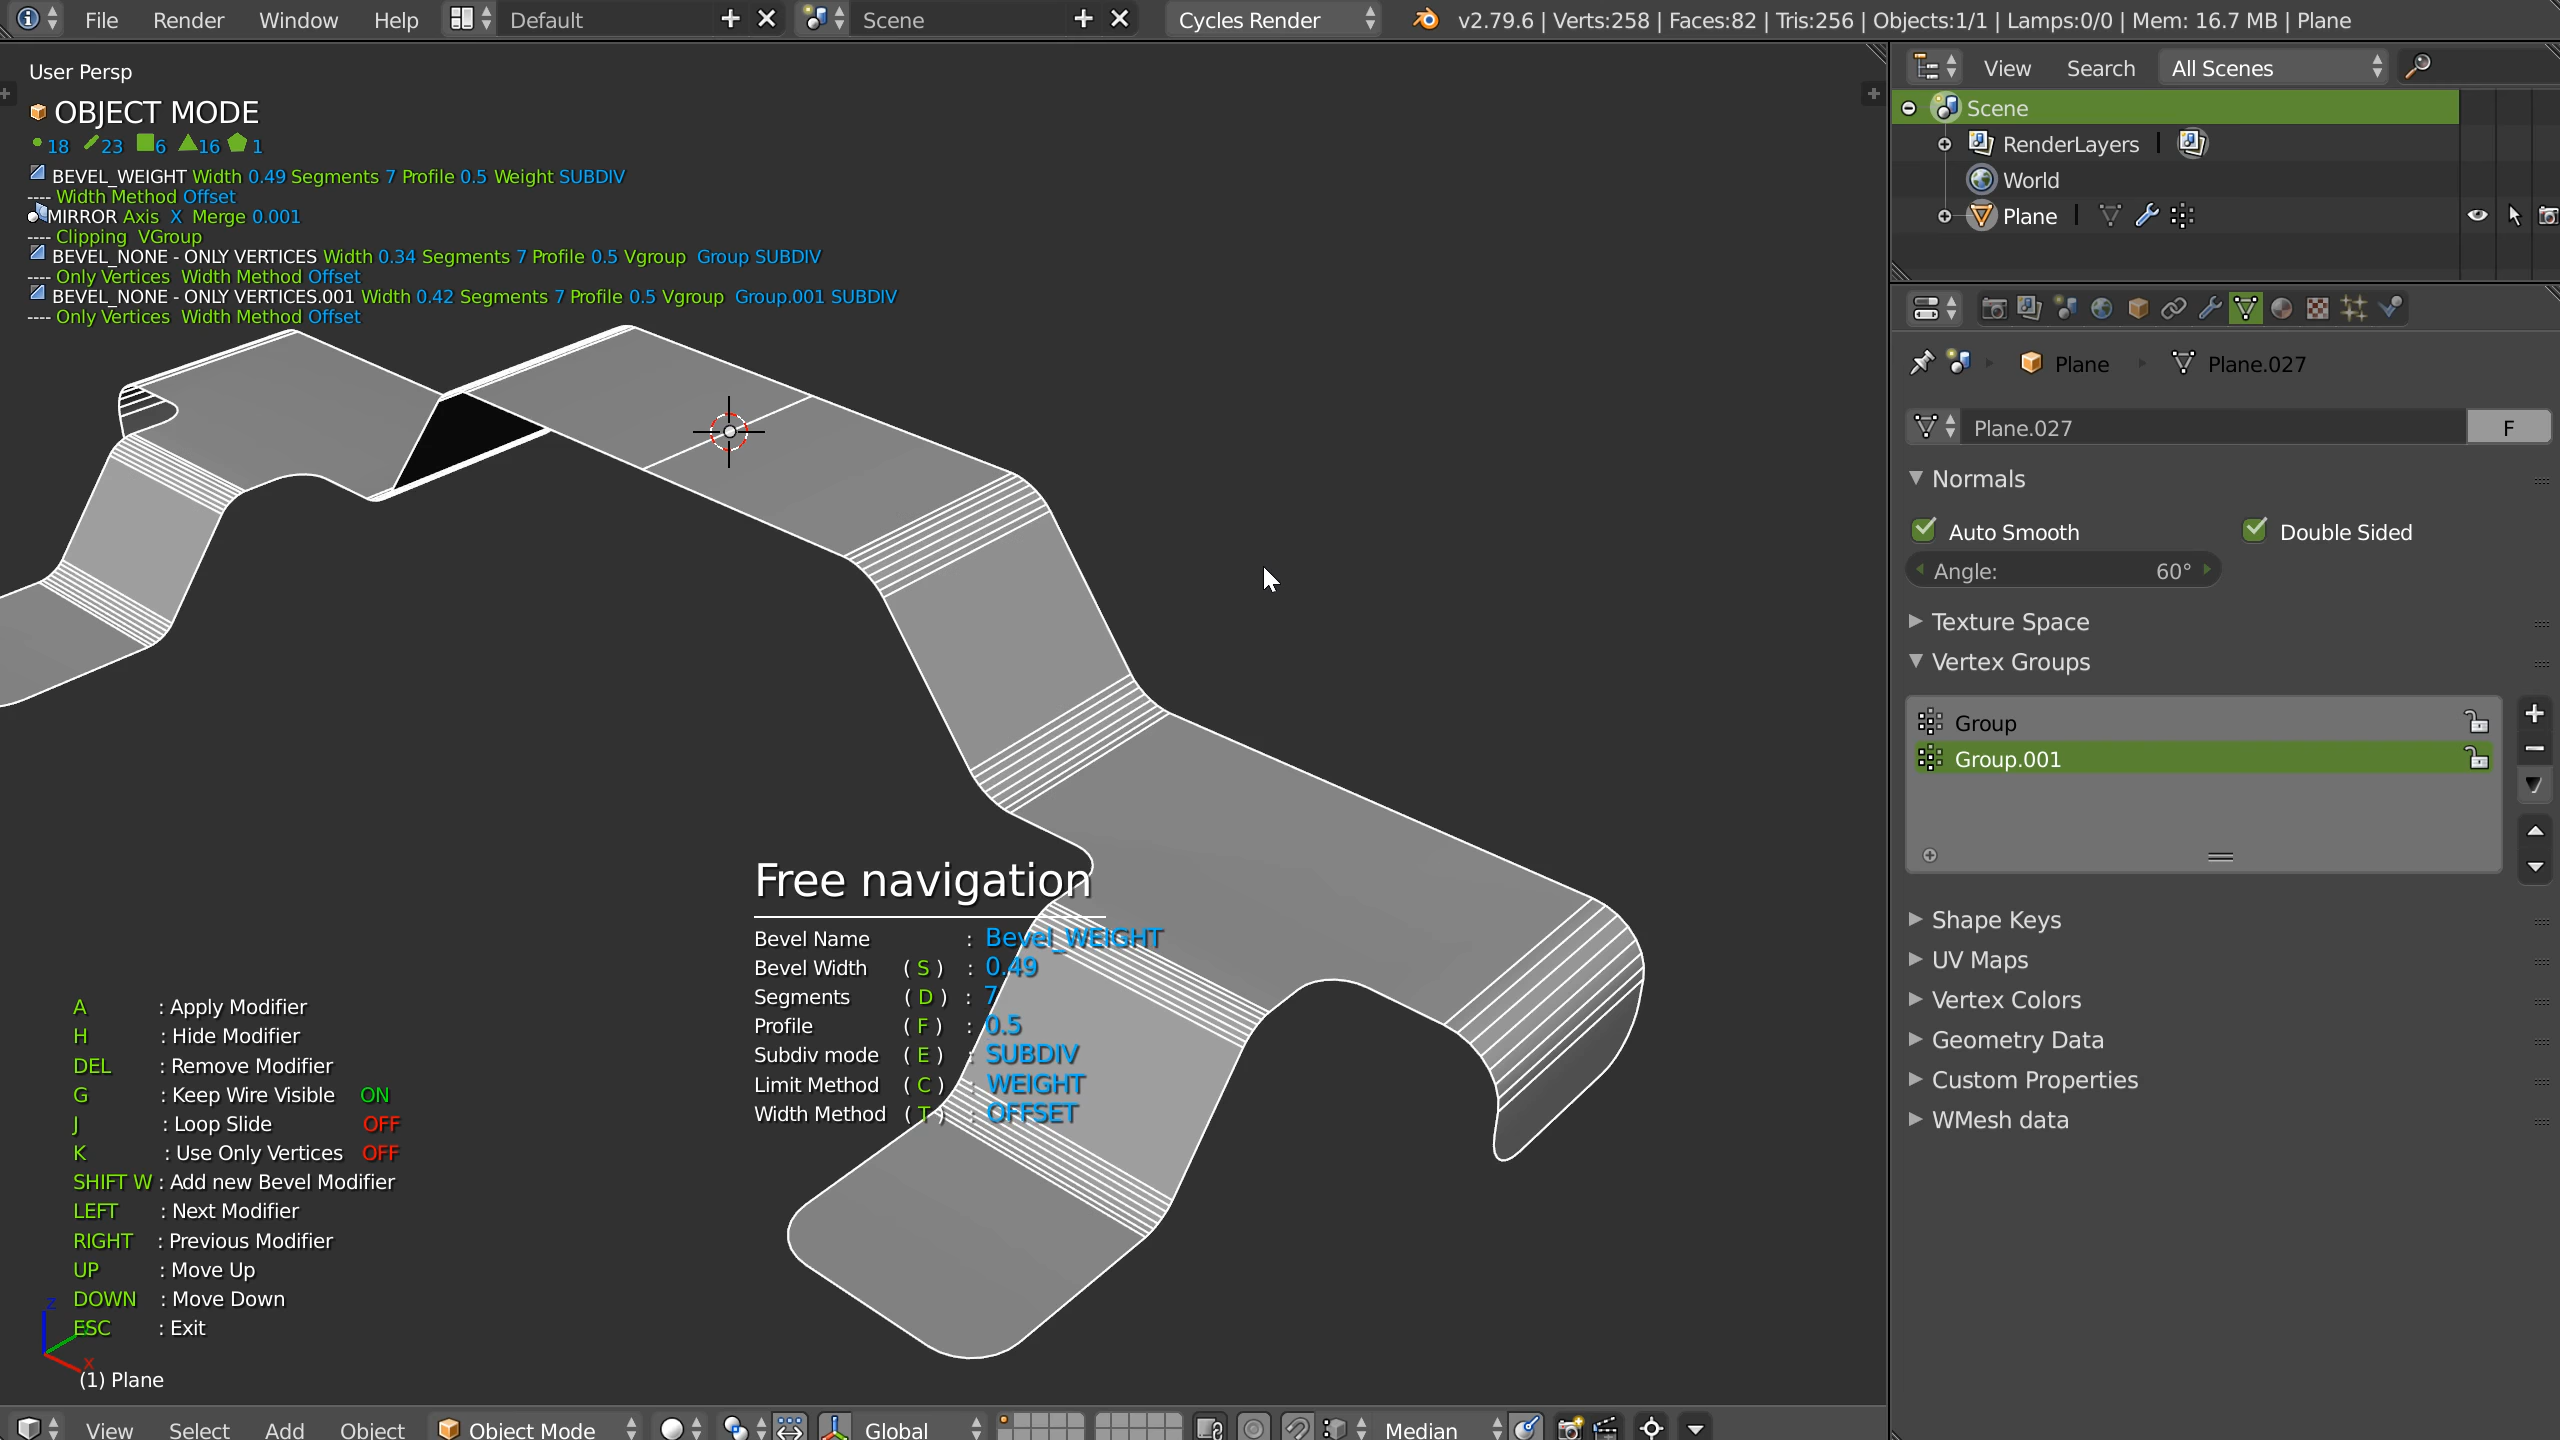 File Render Window Help Default Scene Cycles Render v2.79.6 | Verts:258 | Faces:82 | Tris:256 | Objects:1/1 | Lamps:0/0 | Mem: 16.7 MB | Plane
User Persp
OBJECT MODE
18 23 6 16 1
BEVEL_WEIGHT Width 0.49 Segments 7 Profile 0.5 Weight SUBDIV
---- Width Method Offset
MIRROR Axis X Merge 0.001
---- Clipping VGroup
BEVEL_NONE - ONLY VERTICES Width 0.34 Segments 7 Profile 0.5 Vgroup Group SUBDIV
---- Only Vertices Width Method Offset
BEVEL_NONE - ONLY VERTICES.001 Width 0.42 Segments 7 Profile 0.5 Vgroup Group.001 SUBDIV
---- Only Vertices Width Method Offset
Free navigation
Bevel Name : Bevel_WEIGHT
Bevel Width ( S ) : 0.49
Segments ( D ) : 7
Profile ( F ) : 0.5
Subdiv mode ( E ) : SUBDIV
Limit Method ( C ) : WEIGHT
Width Method ( T ) : OFFSET
A : Apply Modifier
H : Hide Modifier
DEL : Remove Modifier
G : Keep Wire Visible ON
J : Loop Slide OFF
K : Use Only Vertices OFF
SHIFT W : Add new Bevel Modifier
LEFT : Next Modifier
RIGHT : Previous Modifier
UP : Move Up
DOWN : Move Down
ESC : Exit
z
x
(1) Plane
View Select Add Object Object Mode Global Median
View Search All Scenes
Scene
RenderLayers
World
Plane
Plane Plane.027
Plane.027 F
Normals
Auto Smooth Double Sided
Angle: 60°
Texture Space
Vertex Groups
Group
Group.001
Shape Keys
UV Maps
Vertex Colors
Geometry Data
Custom Properties
WMesh data